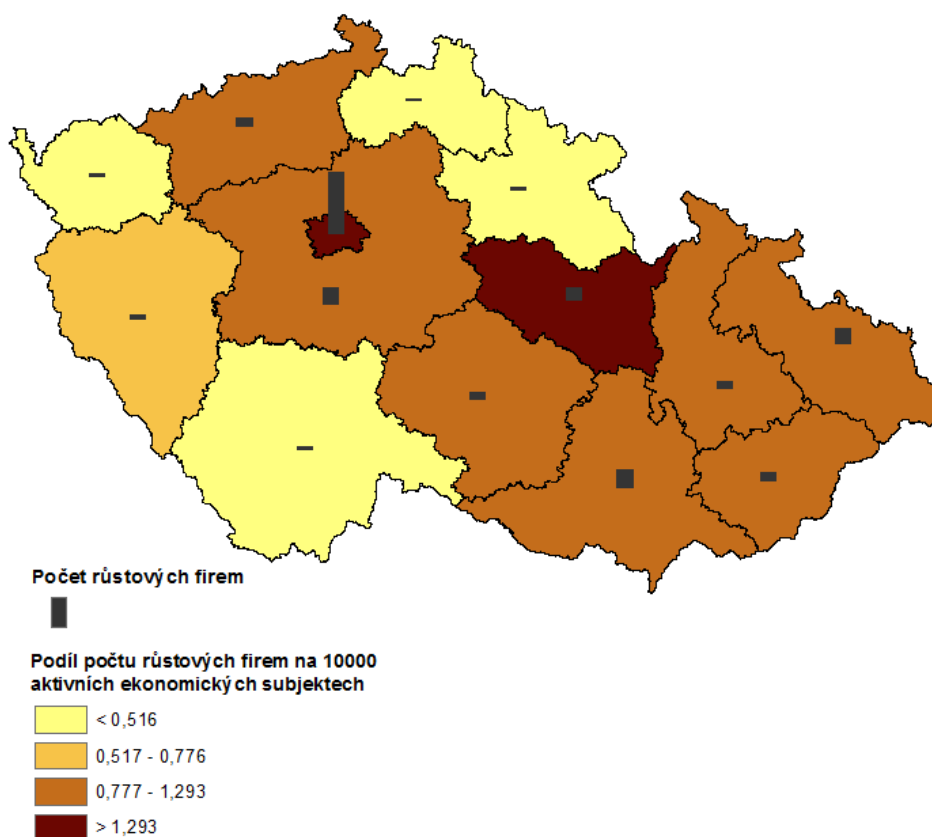 Počet růstových firem
Podíl počtu růstových firem na 10000
aktivních ekonomických subjektech
< 0,516
0,517 - 0,776
0,777 - 1,293
> 1,293